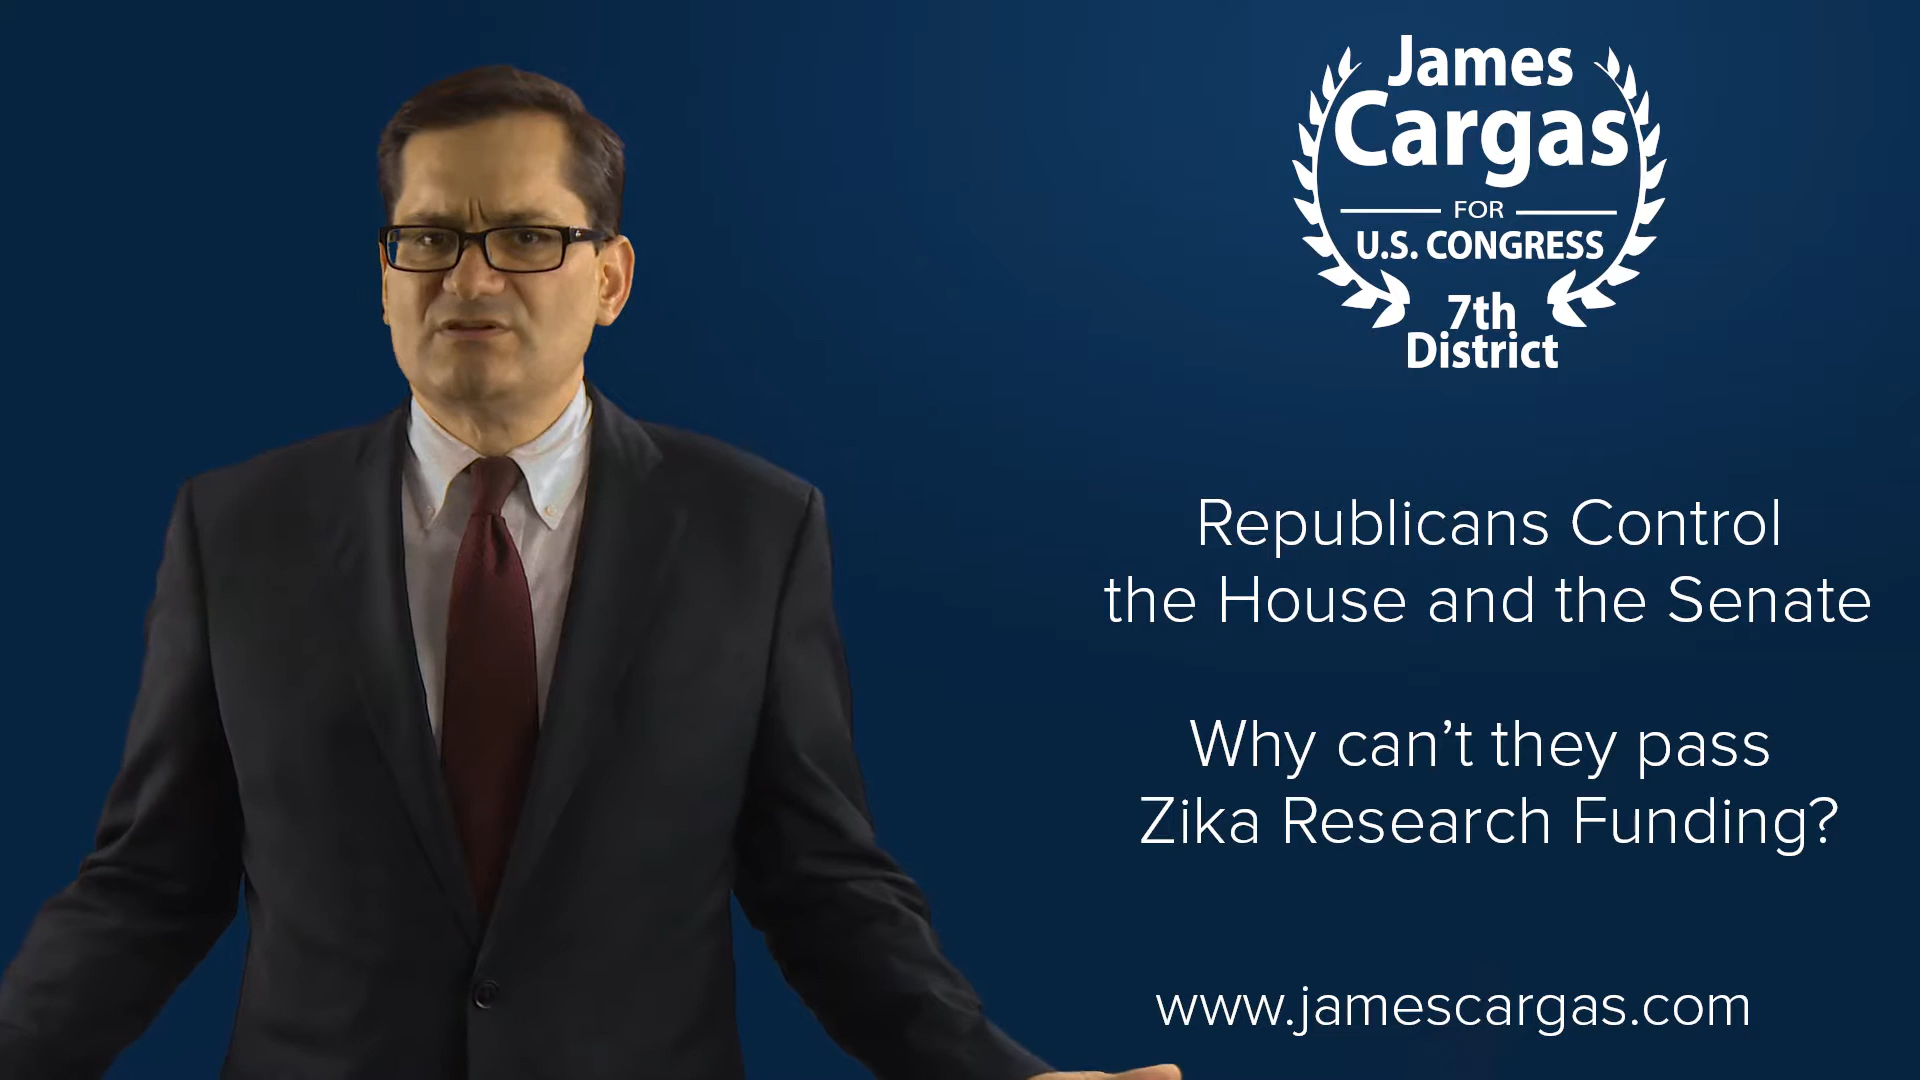 James
Cargas
FOR
U.S. CONGRESS
7th
District
Republicans Control
the House and the Senate
Why can’t they pass
Zika Research Funding?
www.jamescargas.com